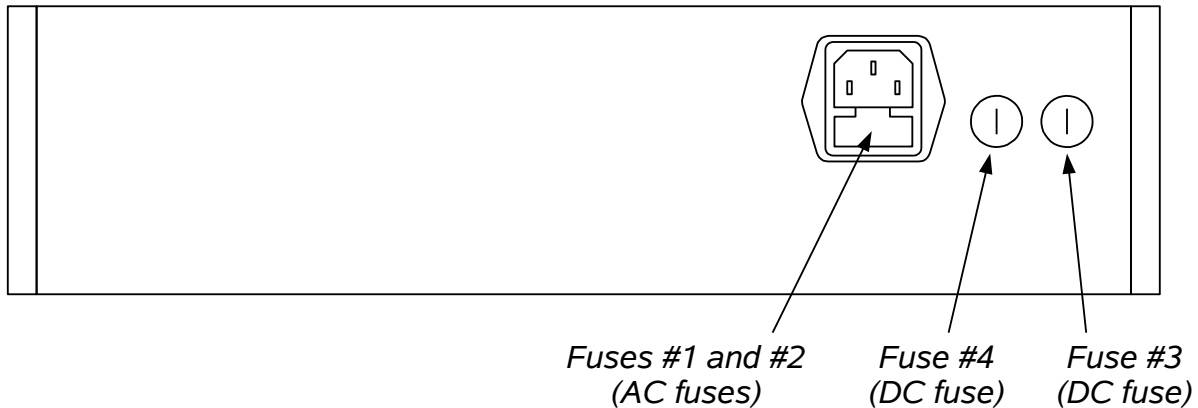 Fuses #1 and #2
(AC fuses)
Fuse #4
(DC fuse)
Fuse #3
(DC fuse)